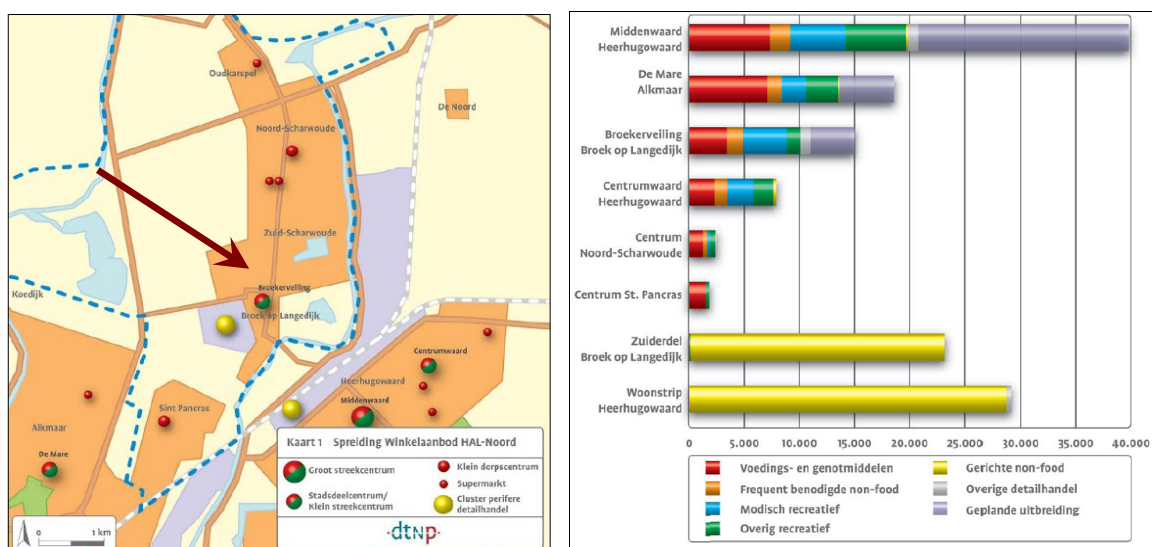 Oudkarspel
De Noord
Noord-Scharwoude
Zuid-Scharwoude
Koedijk
Broekerveiling
Broek op Langedijk
Centrumwaard
Heerhugowaard
Middenwaard
Sint Pancras
Alkmaar
De Mare
0 1 km
Kaart 1 Spreiding Winkelaanbod HAL-Noord
Groot streekcentrum
Stadsdeelcentrum/
Klein streekcentrum
Klein dorpscentrum
Supermarkt
Cluster perifere
detailhandel
·dtnp·
Middenwaard
Heerhugowaard
De Mare
Alkmaar
Broekerveiling
Broek op Langedijk
Centrumwaard
Heerhugowaard
Centrum
Noord-Scharwoude
Centrum St. Pancras
Zuiderdel
Broek op Langedijk
Woonstrip
Heerhugowaard
0 5.000 10.000 15.000 20.000 25.000 30.000 35.000 40.000
Voedings- en genotmiddelen
Frequent benodigde non-food
Modisch recreatief
Overig recreatief
Gerichte non-food
Overige detailhandel
Geplande uitbreiding